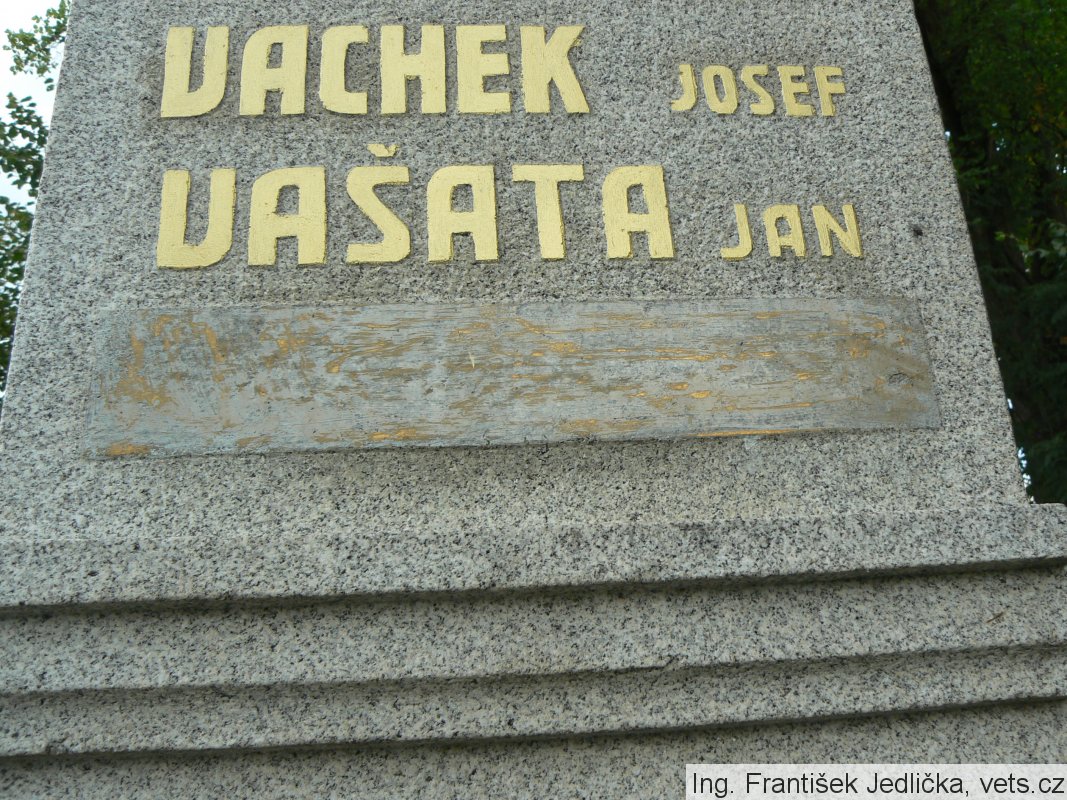 VACHEK JOSEF
VAŠATA JAN
Ing. František Jedlička, vets.cz